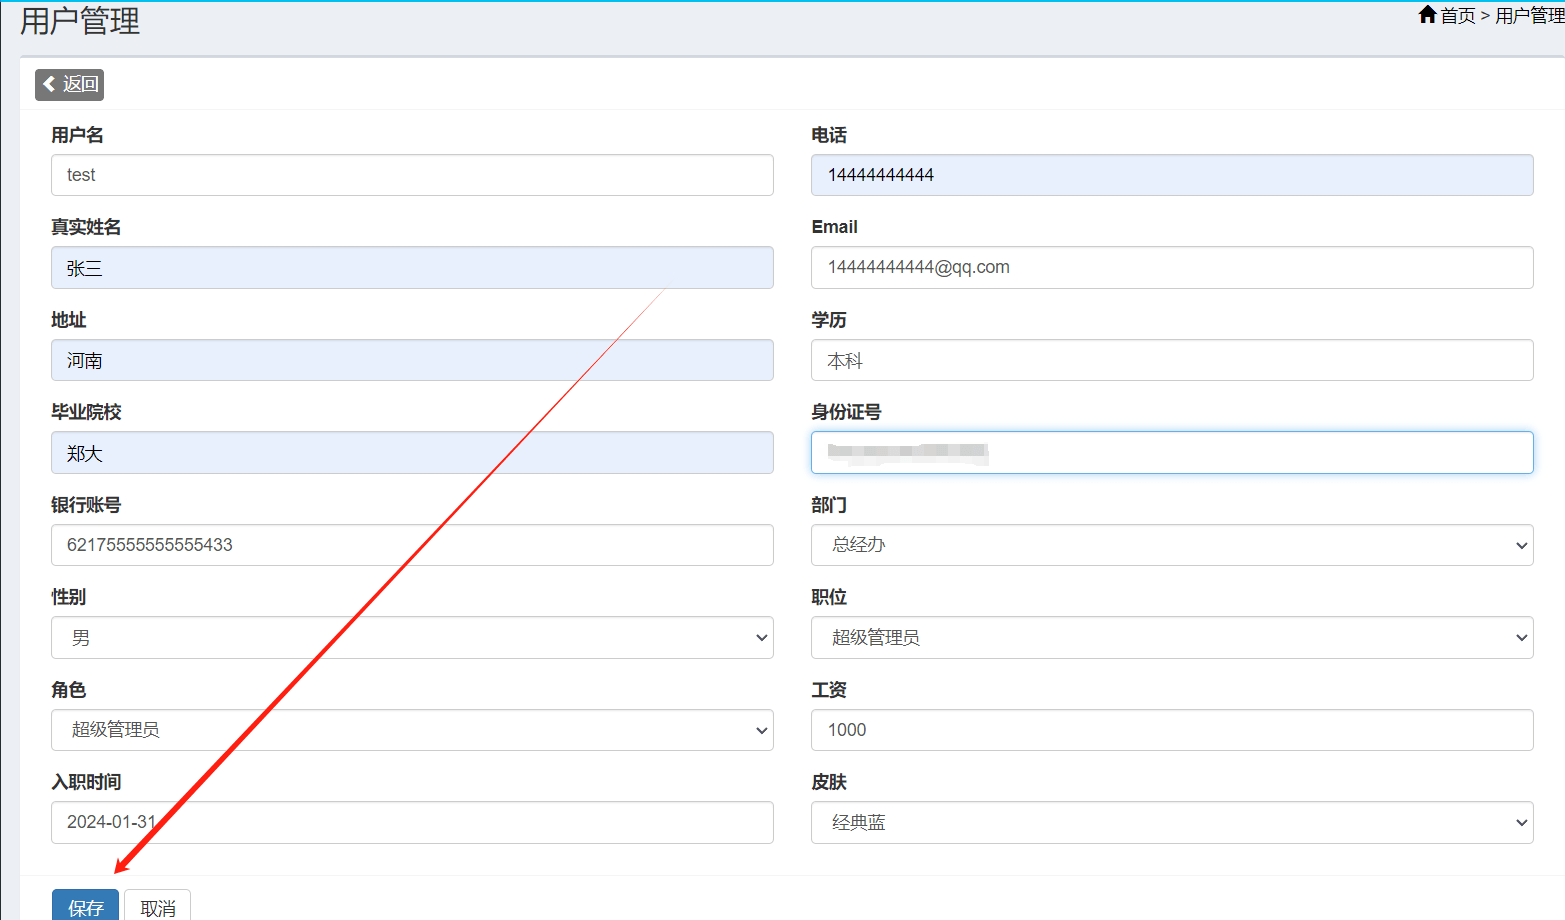 用户管理
首页 > 用户管理
返回
用户名
电话
test
14444444444
真实姓名
Email
张三
14444444444@qq.com
地址
学历
河南
本科
毕业院校
身份证号
郑大
银行账号
部门
62175555555555433
总经办
性别
职位
男
超级管理员
角色
工资
超级管理员
1000
入职时间
皮肤
2024-01-31
经典蓝
保存
取消